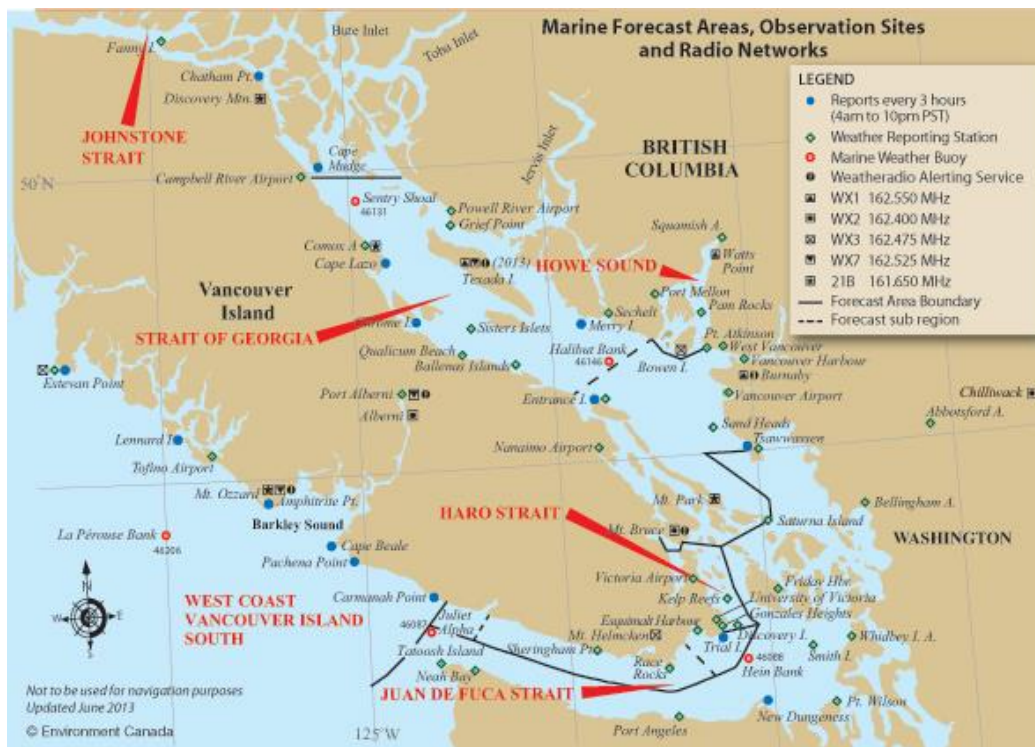 Marine Forecast Areas, Observation Sites
and Radio Networks
LEGEND
Reports every 3 hours
(4am to 10pm PST)
Weather Reporting Station
Marine Weather Buoy
Weatheradio Alerting Service
WX1 162.550 MHz
WX2 162.400 MHz
WX3 162.475 MHz
WX7 162.525 MHz
21B 161.650 MHz
Forecast Area Boundary
Forecast sub region
Fanny I.
Bute Inlet
Toba Inlet
Chatham Pt.
Discovery Mtn.
JOHNSTONE
STRAIT
Cape
Mudge
Jervis Inlet
BRITISH
COLUMBIA
50°N
Campbell River Airport
Sentry Shoal
46131
Powell River Airport
Grief Point
Squamish A.
Comox A
Watts
Point
Cape Lazo
(2013)
Texada I.
HOWE SOUND
Vancouver
Island
Port Mellon
STRAIT OF GEORGIA
Chrome I.
Sisters Islets
Merry I.
Sechelt
Pam Rocks
Pt. Atkinson
West Vancouver
Qualicum Beach
Ballenas Islands
Halibut Bank
46146
Bowen I.
Vancouver Harbour
Burnaby
Estevan Point
Port Alberni
Entrance I.
Vancouver Airport
Chilliwack
Alberni
Abbotsford A.
Sand Heads
Lennard I
Tofino Airport
Nanaimo Airport
Tsawwassen
Mt. Ozzard
Amphitrite Pt.
Mt. Park
Bellingham A.
HARO STRAIT
Saturna Island
Barkley Sound
La Pérouse Bank
46206
Mt. Bruce
WASHINGTON
Cape Beale
Pachena Point
Victoria Airport
Friday Hbr.
N
W
E
S
WEST COAST
VANCOUVER ISLAND
SOUTH
Carmanah Point
Kelp Reefs
University of Victoria
Gonzales Heights
Juliet
Alpha
46087
Esquimalt Harbour
Discovery I.
Whidbey I. A.
Mt. Helmcken
Trial I.
Smith I.
Tatoosh Island
Sheringham Pt.
46088
Hein Bank
Neah Bay
Race
Rocks
JUAN DE FUCA STRAIT
Pt. Wilson
New Dungeness
Port Angeles
Not to be used for navigation purposes
Updated June 2013
© Environment Canada
125°W